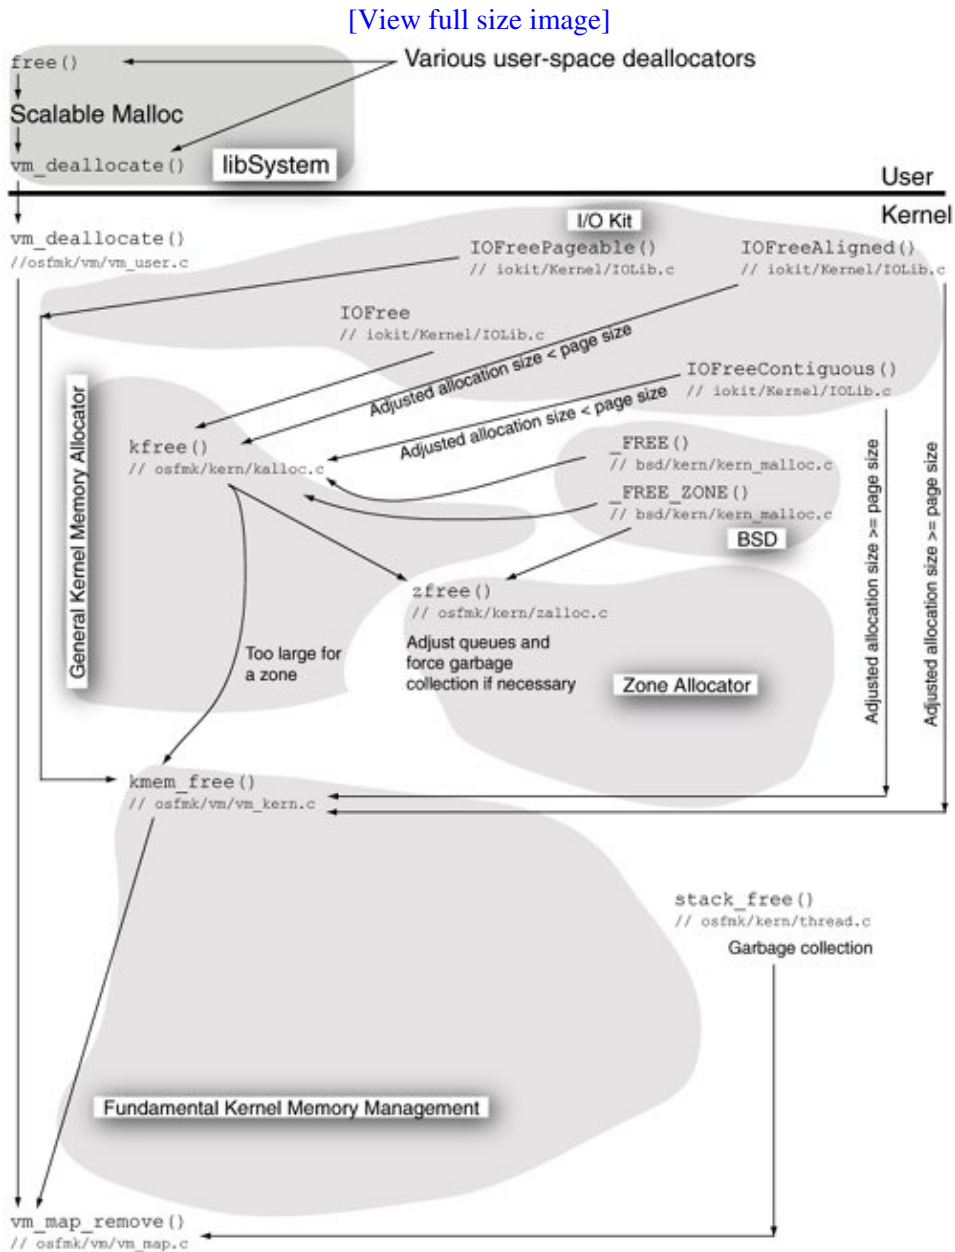 [View full size image]
free()
Various user-space deallocators
Scalable Malloc
vm_deallocate()
libSystem
User
Kernel
vm_deallocate()
//osfmk/vm/vm_user.c
I/O Kit
IOFreePageable()
// iokit/Kernel/IOLib.c
IOFreeAligned()
// iokit/Kernel/IOLib.c
IOFree
// iokit/Kernel/IOLib.c
Adjusted allocation size < page size
IOFreeContiguous()
// iokit/Kernel/IOLib.c
Adjusted allocation size < page size
General Kernel Memory Allocator
kfree()
// osfmk/kern/kalloc.c
_FREE()
// bsd/kern/kern_malloc.c
_FREE_ZONE()
// bsd/kern/kern_malloc.c
BSD
Adjusted allocation size >= page size
Adjusted allocation size >= page size
zfree()
// osfmk/kern/zalloc.c
Adjust queues and
force garbage
collection if necessary
Too large for
a zone
Zone Allocator
kmem_free()
// osfmk/vm/vm_kern.c
stack_free()
// osfmk/kern/thread.c
Garbage collection
Fundamental Kernel Memory Management
vm_map_remove()
// osfmk/vm/vm_map.c